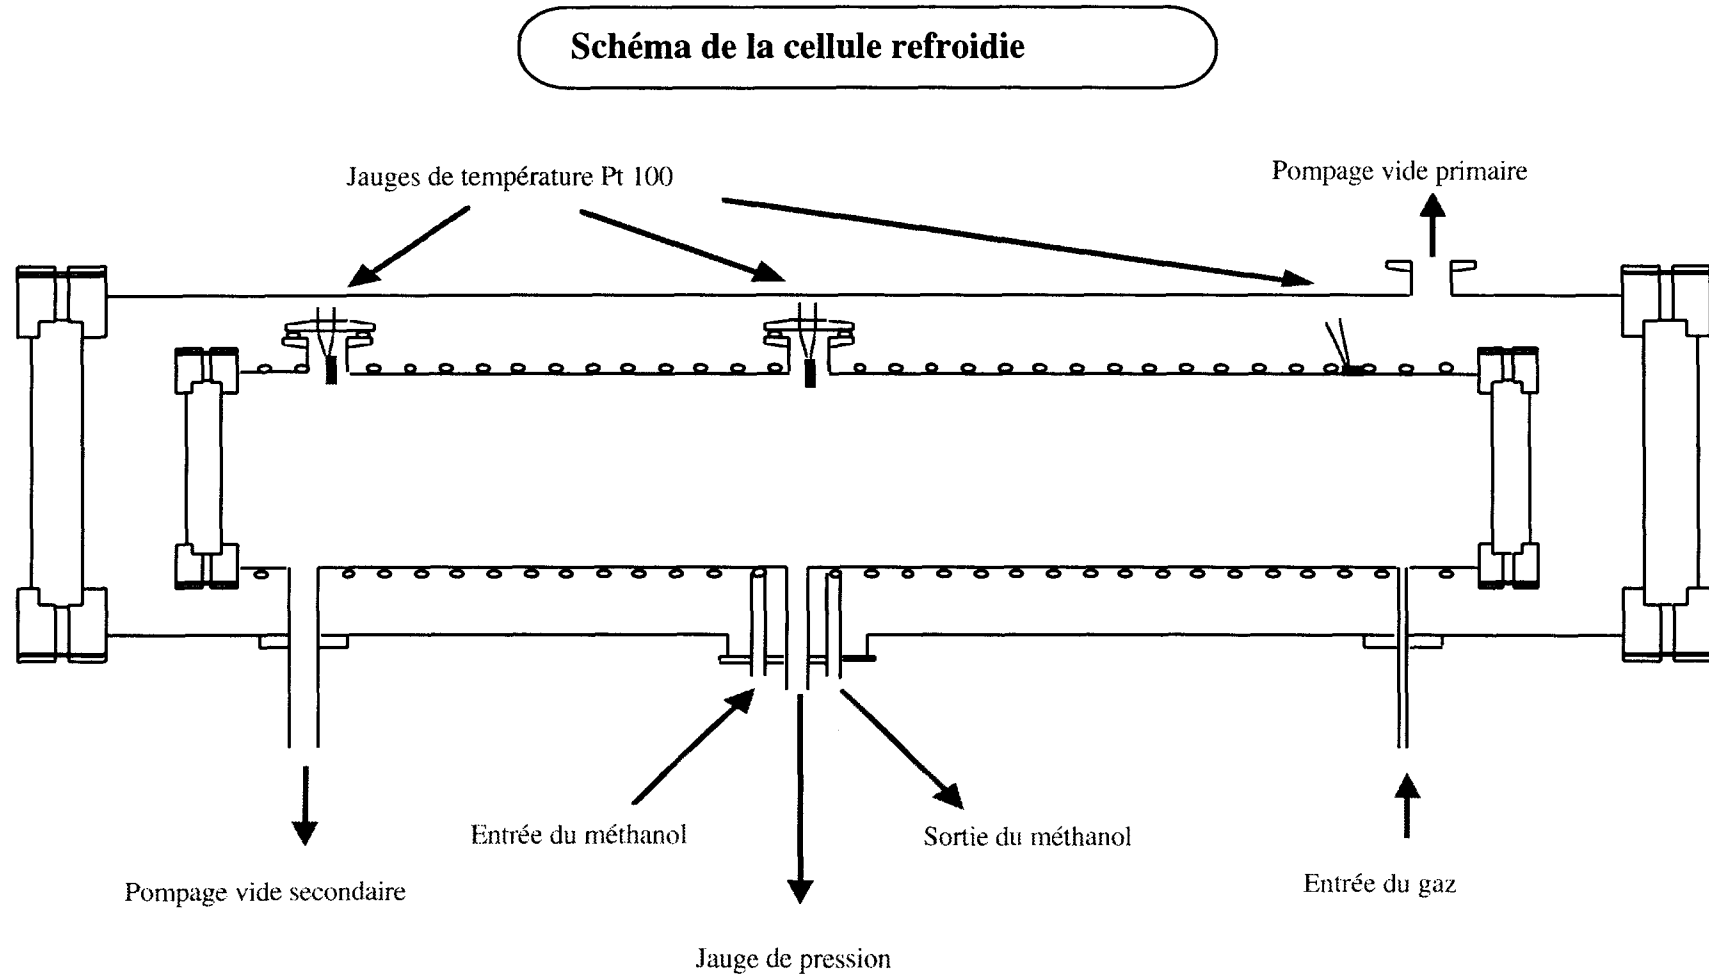 Schéma de la cellule refroidie
Jauges de température Pt 100
Pompage vide primaire
Entrée du méthanol
Sortie du méthanol
Pompage vide secondaire
Entrée du gaz
Jauge de pression